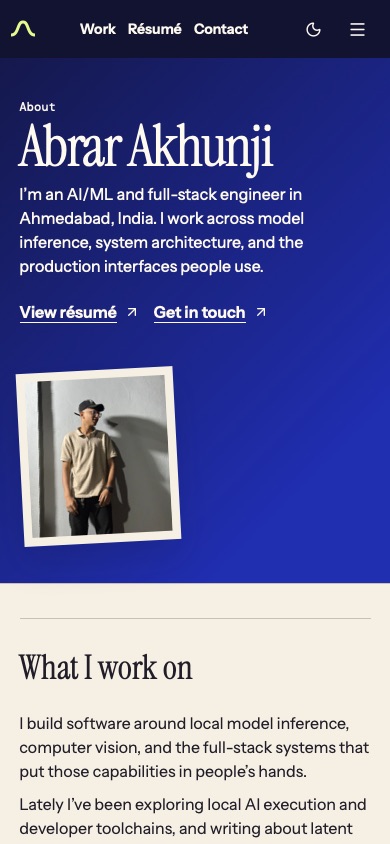 Work Résumé Contact
About
Abrar Akhunji
I’m an AI/ML and full-stack engineer in
Ahmedabad, India. I work across model
inference, system architecture, and the
production interfaces people use.
View résumé Get in touch
What I work on
I build software around local model inference,
computer vision, and the full-stack systems that
put those capabilities in people’s hands.
Lately I’ve been exploring local AI execution and
developer toolchains, and writing about latent